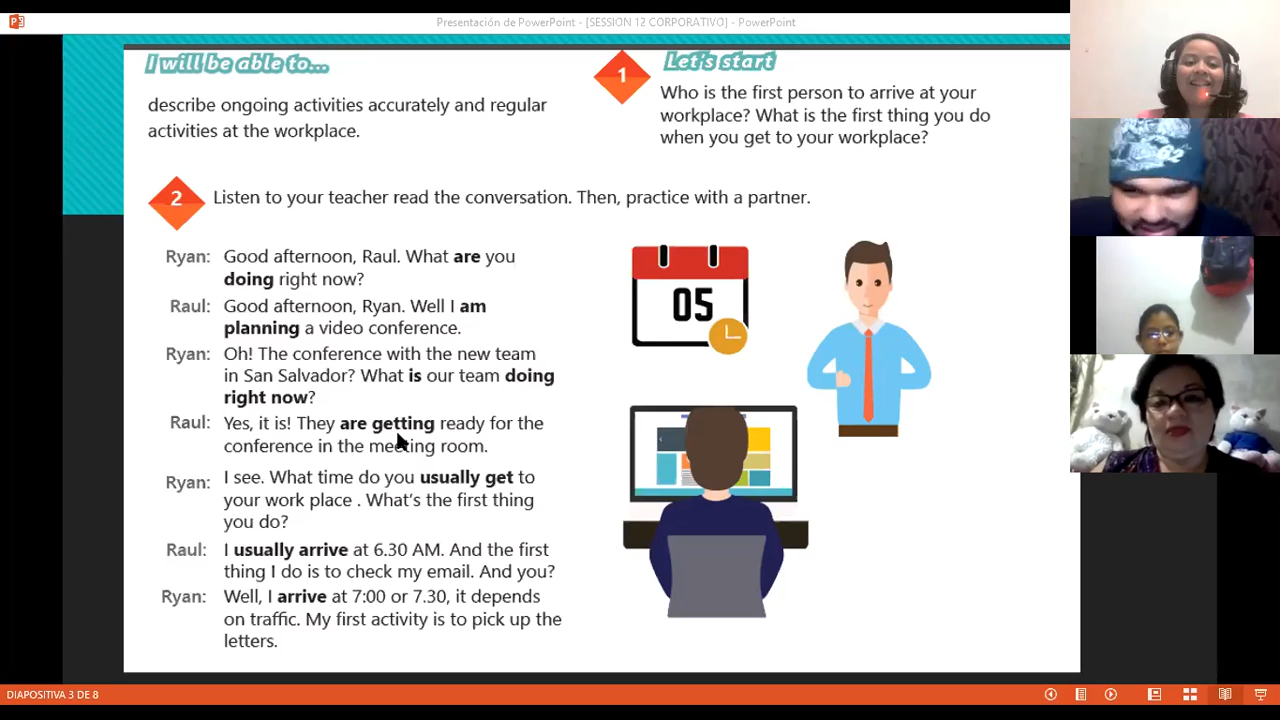 Presentación de PowerPoint - [SESSION 12 CORPORATIVO] - PowerPoint
I will be able to...
describe ongoing activities accurately and regular
activities at the workplace.
1
Let's start
Who is the first person to arrive at your
workplace? What is the first thing you do
when you get to your workplace?
2
Listen to your teacher read the conversation. Then, practice with a partner.
Ryan: Good afternoon, Raul. What are you
doing right now?
Raul: Good afternoon, Ryan. Well I am
planning a video conference.
Ryan: Oh! The conference with the new team
in San Salvador? What is our team doing
right now?
Raul: Yes, it is! They are getting ready for the
conference in the meeting room.
Ryan: I see. What time do you usually get to
your work place . What's the first thing
you do?
Raul: I usually arrive at 6.30 AM. And the first
thing I do is to check my email. And you?
Ryan: Well, I arrive at 7:00 or 7.30, it depends
on traffic. My first activity is to pick up the
letters.
05
DIAPOSITIVA 3 DE 8